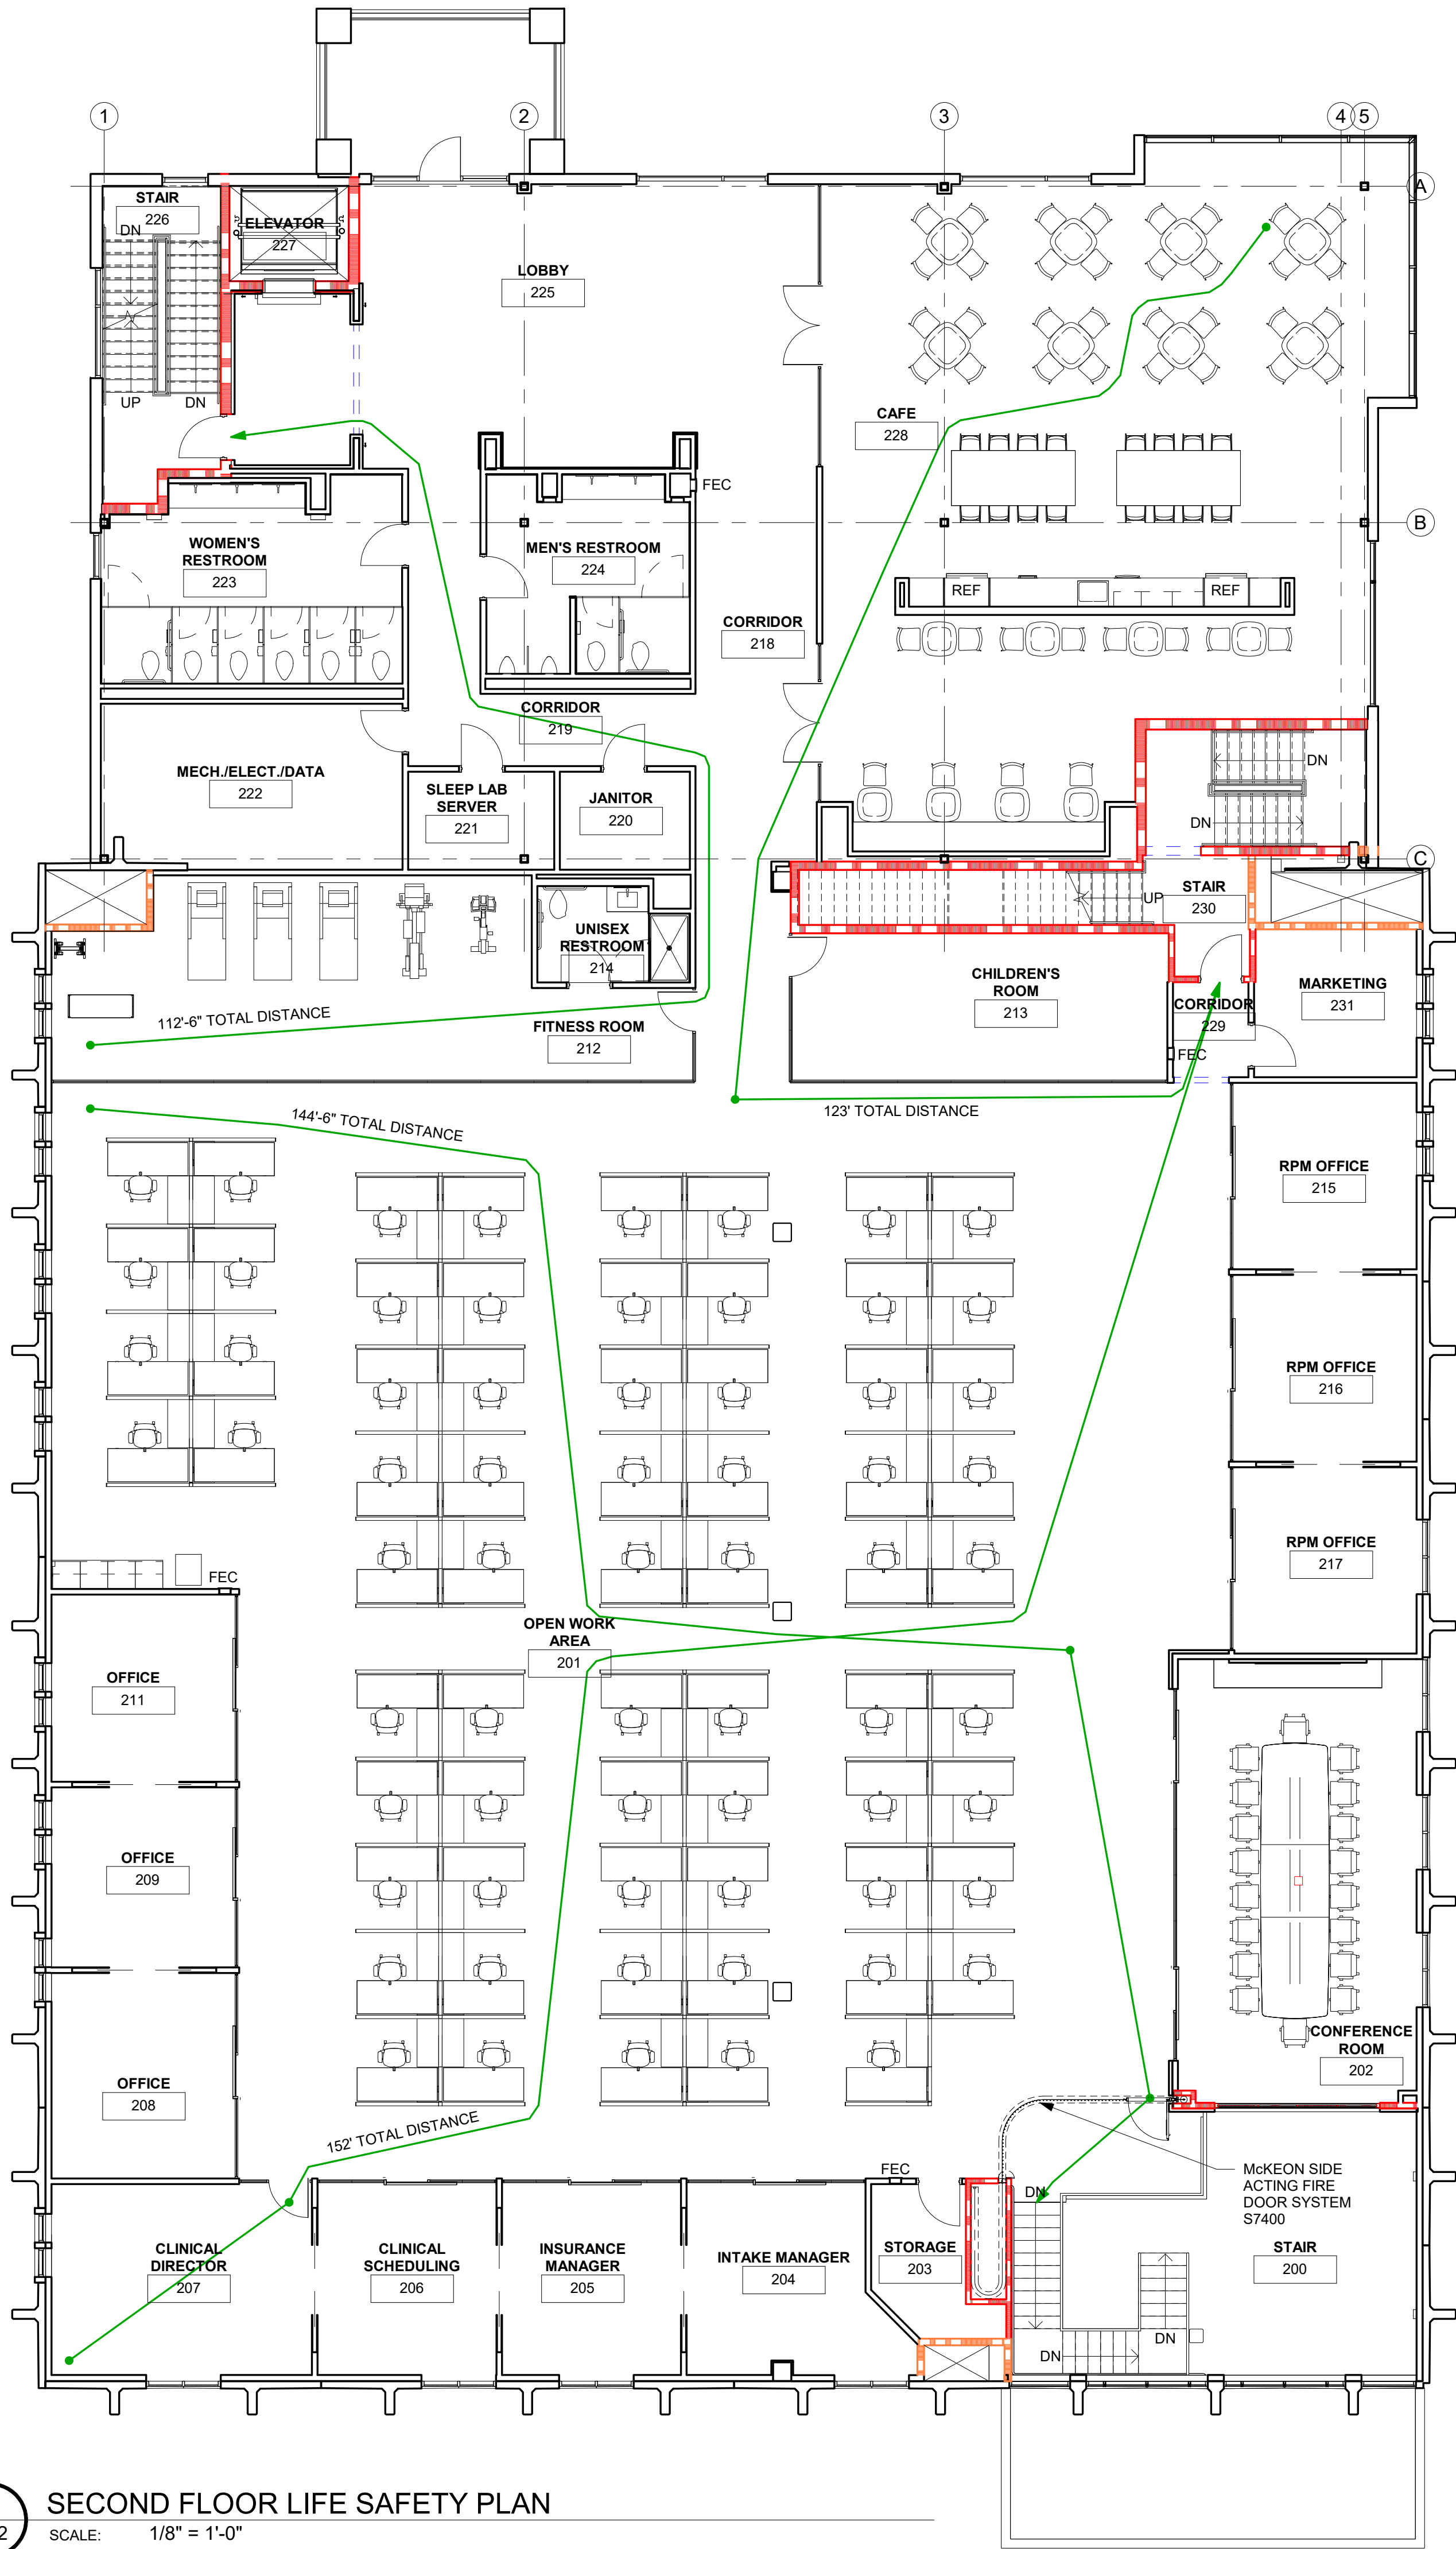 1
2
3
4
5
STAIR
226
DN
ELEVATOR
227
A
LOBBY
225
UP
DN
CAFE
228
FEC
WOMEN'S
RESTROOM
223
MEN'S RESTROOM
224
B
REF
REF
CORRIDOR
218
CORRIDOR
219
MECH./ELECT./DATA
222
SLEEP LAB
SERVER
221
JANITOR
220
DN
DN
C
UP
STAIR
230
UNISEX
RESTROOM
214
CHILDREN'S
ROOM
213
MARKETING
231
CORRIDOR
229
112'-6" TOTAL DISTANCE
FITNESS ROOM
212
FEC
144'-6" TOTAL DISTANCE
123' TOTAL DISTANCE
RPM OFFICE
215
RPM OFFICE
216
RPM OFFICE
217
FEC
OPEN WORK
AREA
201
OFFICE
211
OFFICE
209
OFFICE
208
CONFERENCE
ROOM
202
152' TOTAL DISTANCE
FEC
DN
McKEON SIDE
ACTING FIRE
DOOR SYSTEM
S7400
CLINICAL
DIRECTOR
207
CLINICAL
SCHEDULING
206
INSURANCE
MANAGER
205
INTAKE MANAGER
204
STORAGE
203
STAIR
200
DN
DN
SECOND FLOOR LIFE SAFETY PLAN
2
SCALE: 1/8" = 1'-0"